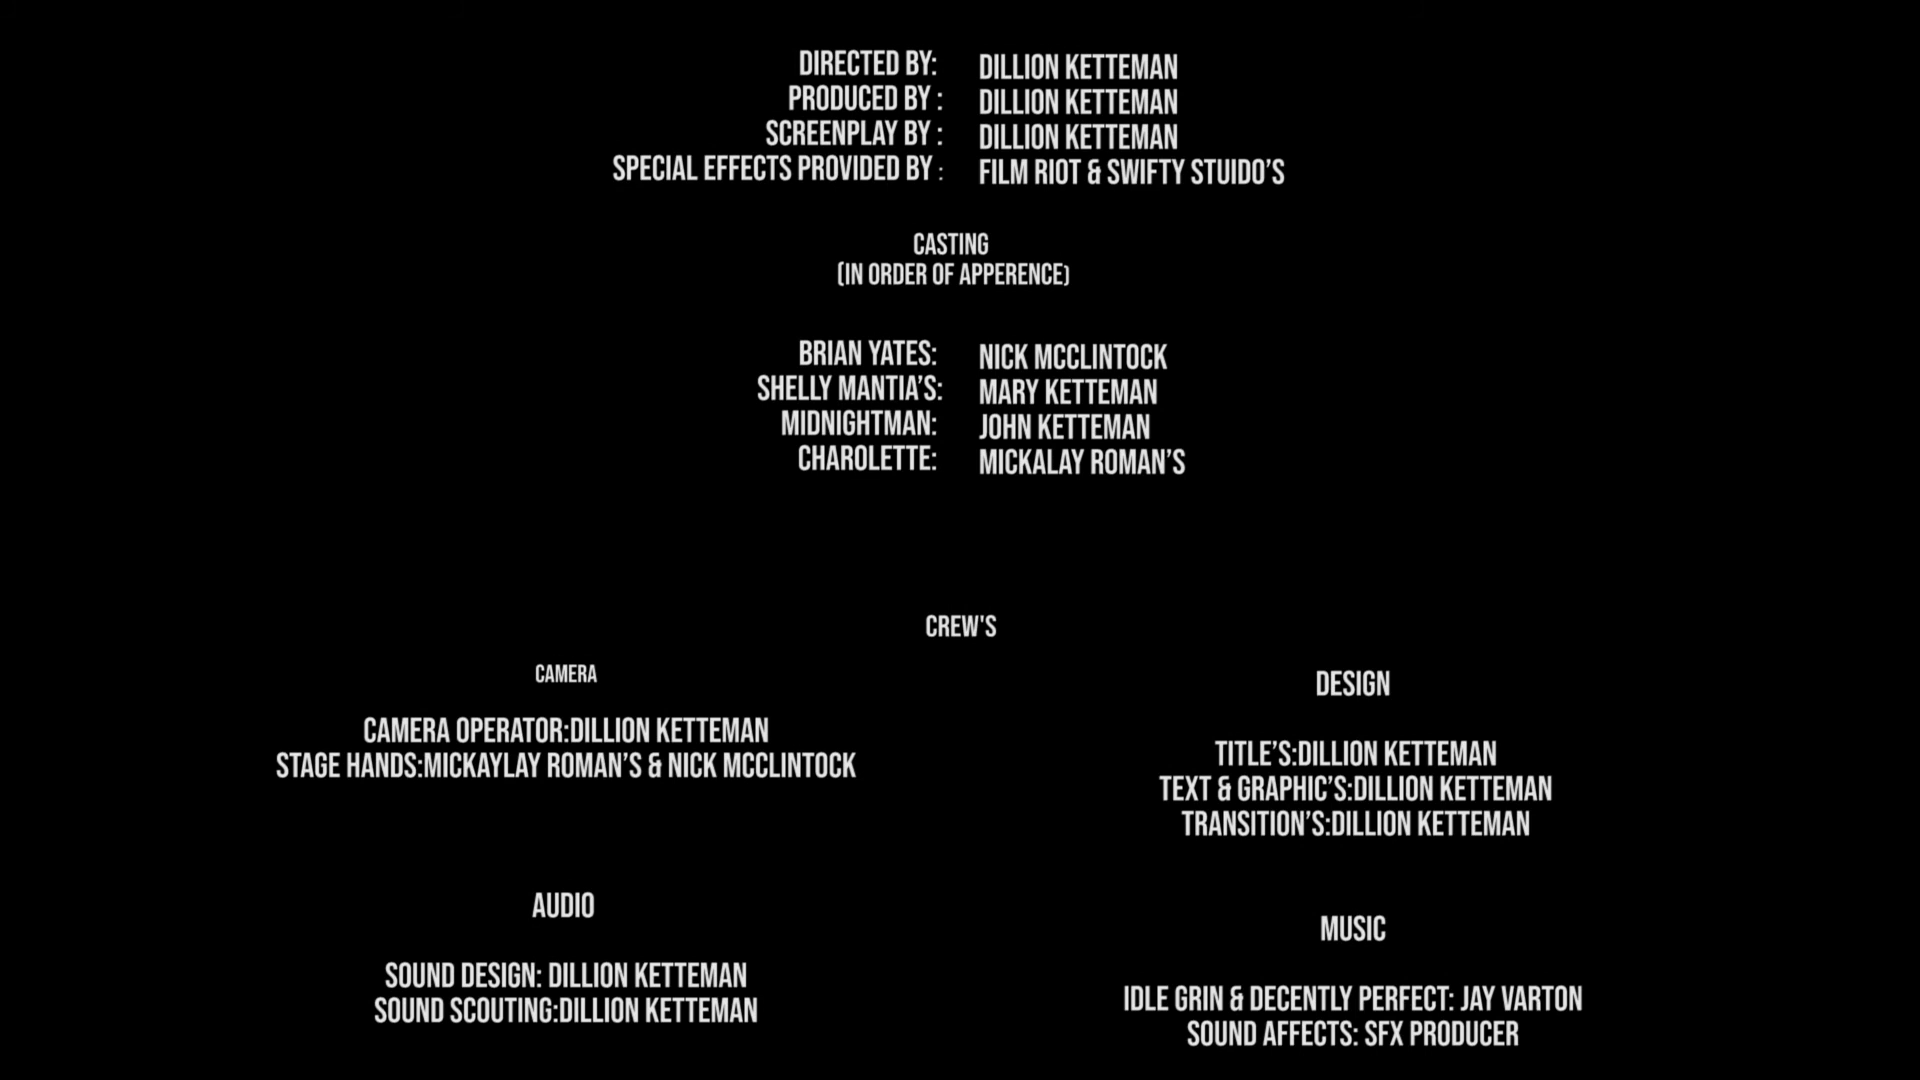 DIRECTED BY: DILLION KETTEMAN
PRODUCED BY : DILLION KETTEMAN
SCREENPLAY BY : DILLION KETTEMAN
SPECIAL EFFECTS PROVIDED BY : FILM RIOT & SWIFTY STUIDO’S
CASTING
(IN ORDER OF APPERENCE)
BRIAN YATES: NICK MCCLINTOCK
SHELLY MANTIA’S: MARY KETTEMAN
MIDNIGHTMAN: JOHN KETTEMAN
CHAROLETTE: MICKALAY ROMAN’S
CREW'S
CAMERA
CAMERA OPERATOR:DILLION KETTEMAN
STAGE HANDS:MICKAYLAY ROMAN’S & NICK MCCLINTOCK
DESIGN
TITLE’S:DILLION KETTEMAN
TEXT & GRAPHIC’S:DILLION KETTEMAN
TRANSITION’S:DILLION KETTEMAN
AUDIO
SOUND DESIGN: DILLION KETTEMAN
SOUND SCOUTING:DILLION KETTEMAN
MUSIC
IDLE GRIN & DECENTLY PERFECT: JAY VARTON
SOUND AFFECTS: SFX PRODUCER